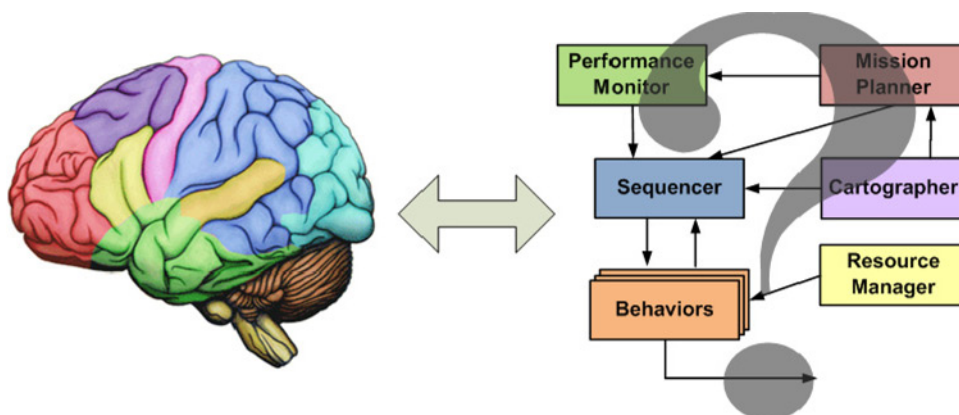 Performance
Monitor
Mission
Planner
Sequencer
Cartographer
Behaviors
Resource
Manager